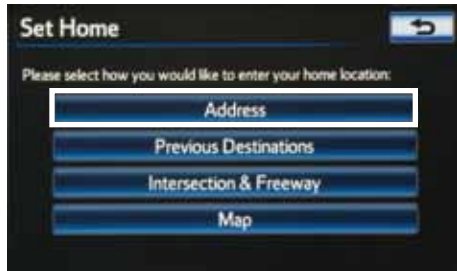 Set Home
Please select how you would like to enter your home location:
Address
Previous Destinations
Intersection & Freeway
Map